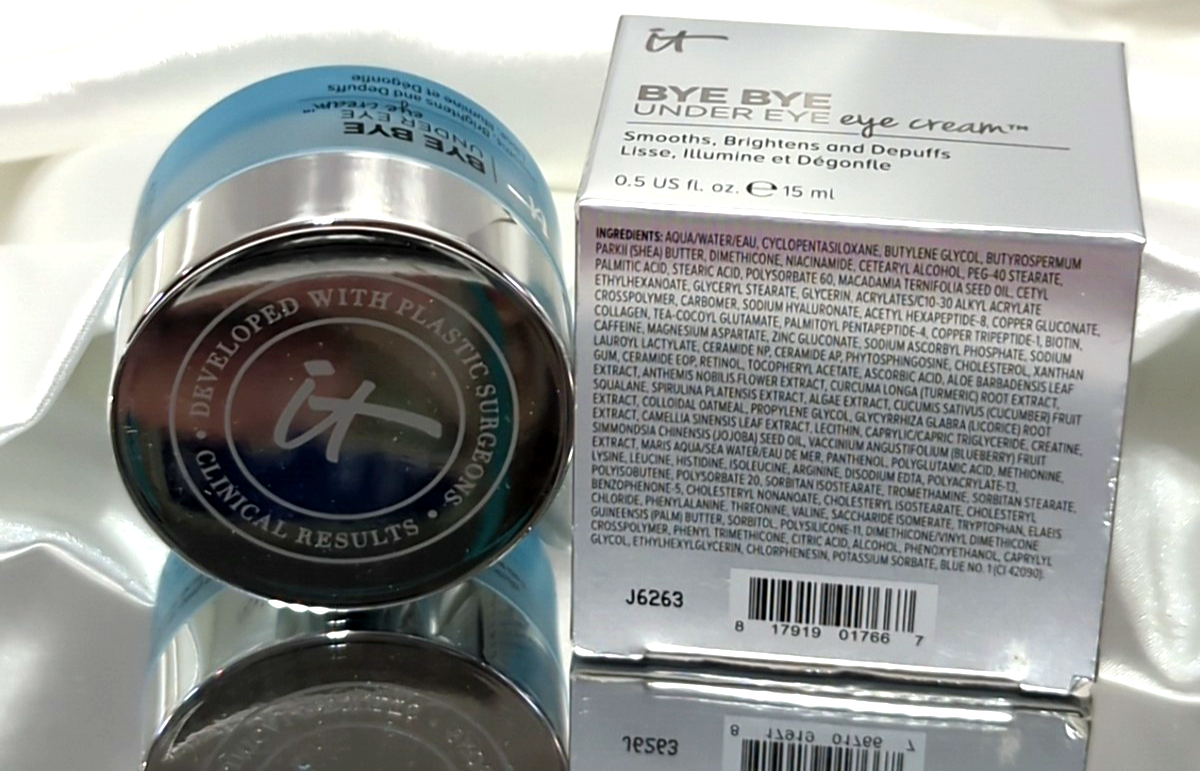 it
BYE BYE
UNDER EYE eye cream™
Smooths, Brightens and Depuffs
Lisse, Illumine et Dégonfle
0.5 US fl. oz. ℮ 15 ml
INGREDIENTS: AQUA/WATER/EAU, CYCLOPENTASILOXANE, BUTYLENE GLYCOL, BUTYROSPERMUM
PARKII (SHEA) BUTTER, DIMETHICONE, NIACINAMIDE, CETEARYL ALCOHOL, PEG-40 STEARATE,
PALMITIC ACID, STEARIC ACID, POLYSORBATE 60, MACADAMIA TERNIFOLIA SEED OIL, CETYL
ETHYLHEXANOATE, GLYCERYL STEARATE, GLYCERIN, ACRYLATES/C10-30 ALKYL ACRYLATE
CROSSPOLYMER, CARBOMER, SODIUM HYALURONATE, ACETYL HEXAPEPTIDE-8, COPPER GLUCONATE,
COLLAGEN, TEA-COCOYL GLUTAMATE, PALMITOYL PENTAPEPTIDE-4, COPPER TRIPEPTIDE-1, BIOTIN,
CAFFEINE, MAGNESIUM ASPARTATE, ZINC GLUCONATE, SODIUM ASCORBYL PHOSPHATE, SODIUM
LAUROYL LACTYLATE, CERAMIDE NP, CERAMIDE AP, PHYTOSPHINGOSINE, CHOLESTEROL, XANTHAN
GUM, CERAMIDE EOP, RETINOL, TOCOPHERYL ACETATE, ASCORBIC ACID, ALOE BARBADENSIS LEAF
EXTRACT, ANTHEMIS NOBILIS FLOWER EXTRACT, CURCUMA LONGA (TURMERIC) ROOT EXTRACT,
SQUALANE, SPIRULINA PLATENSIS EXTRACT, ALGAE EXTRACT, CUCUMIS SATIVUS (CUCUMBER) FRUIT
EXTRACT, COLLOIDAL OATMEAL, PROPYLENE GLYCOL, GLYCYRRHIZA GLABRA (LICORICE) ROOT
EXTRACT, CAMELLIA SINENSIS LEAF EXTRACT, LECITHIN, CAPRYLIC/CAPRIC TRIGLYCERIDE, CREATINE,
SIMMONDSIA CHINENSIS (JOJOBA) SEED OIL, VACCINIUM ANGUSTIFOLIUM (BLUEBERRY) FRUIT
EXTRACT, MARIS AQUA/SEA WATER/EAU DE MER, PANTHENOL, POLYGLUTAMIC ACID, METHIONINE,
LYSINE, LEUCINE, HISTIDINE, ISOLEUCINE, ARGININE, DISODIUM EDTA, POLYACRYLATE-13,
POLYISOBUTENE, POLYSORBATE 20, SORBITAN ISOSTEARATE, TROMETHAMINE, SORBITAN STEARATE,
BENZOPHENONE-5, CHOLESTERYL NONANOATE, CHOLESTERYL ISOSTEARATE, CHOLESTERYL
CHLORIDE, PHENYLALANINE, THREONINE, VALINE, SACCHARIDE ISOMERATE, TRYPTOPHAN, ELAEIS
GUINEENSIS (PALM) BUTTER, SORBITOL, POLYSILICONE-11, DIMETHICONE/VINYL DIMETHICONE
CROSSPOLYMER, PHENYL TRIMETHICONE, CITRIC ACID, ALCOHOL, PHENOXYETHANOL, CAPRYLYL
GLYCOL, ETHYLHEXYLGLYCERIN, CHLORPHENESIN, POTASSIUM SORBATE, BLUE NO. 1 (CI 42090).
J6263
8 17919 01766 7
BYE BYE
UNDER EYE
eye cream™
Brightens and Depuffs
Illumine et Dégonfle
DEVELOPED WITH PLASTIC SURGEONS • CLINICAL RESULTS •
it